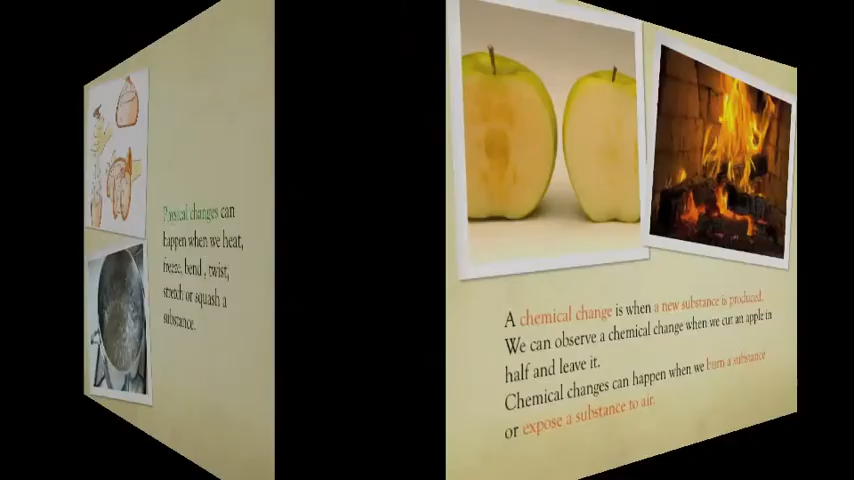 Physical changes can
happen when we heat,
freeze, bend , twist,
stretch or squash a
substance.
A chemical change is when a new substance is produced.
We can observe a chemical change when we cut an apple in
half and leave it.
Chemical changes can happen when we burn a substance
or expose a substance to air.